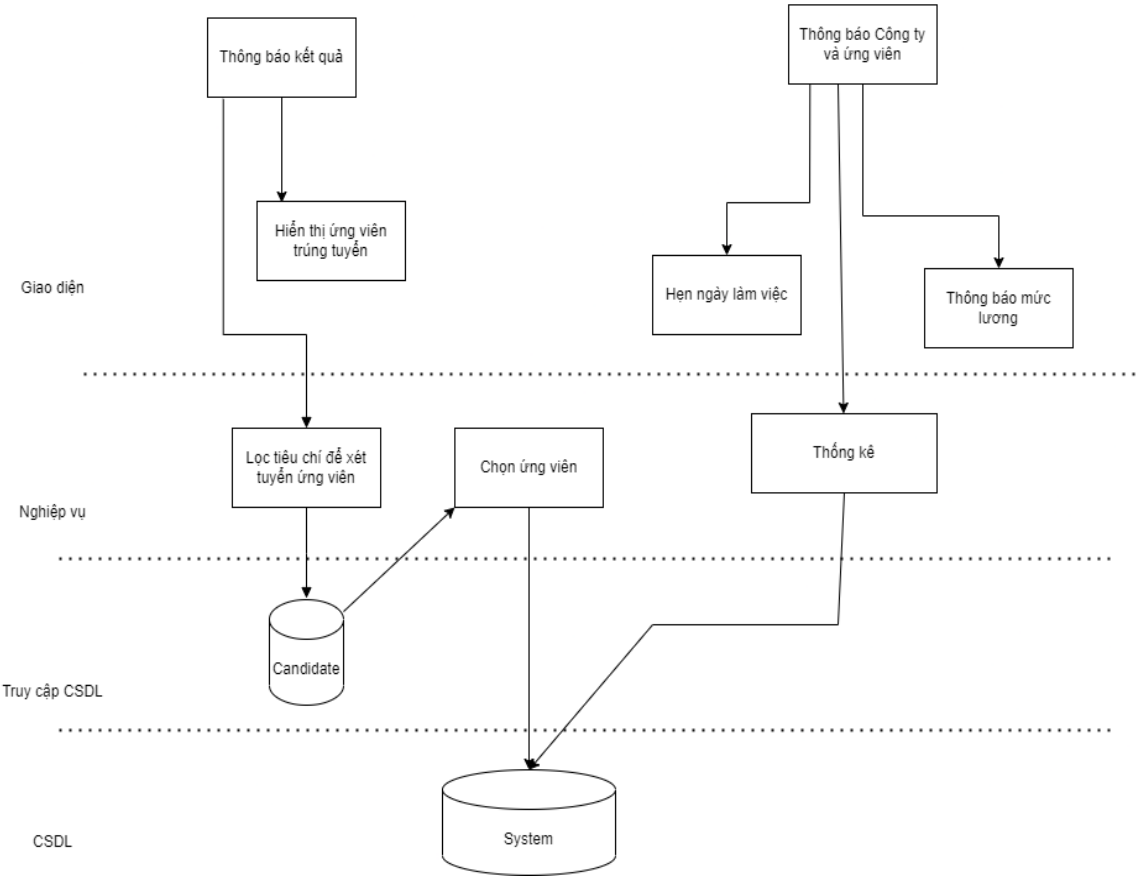 Thông báo kết quả
Thông báo Công ty
và ứng viên
Hiển thị ứng viên
trúng tuyển
Giao diện
Hẹn ngày làm việc
Thông báo mức
lương
Lọc tiêu chí để xét
tuyển ứng viên
Chọn ứng viên
Thống kê
Nghiệp vụ
Candidate
Truy cập CSDL
System
CSDL